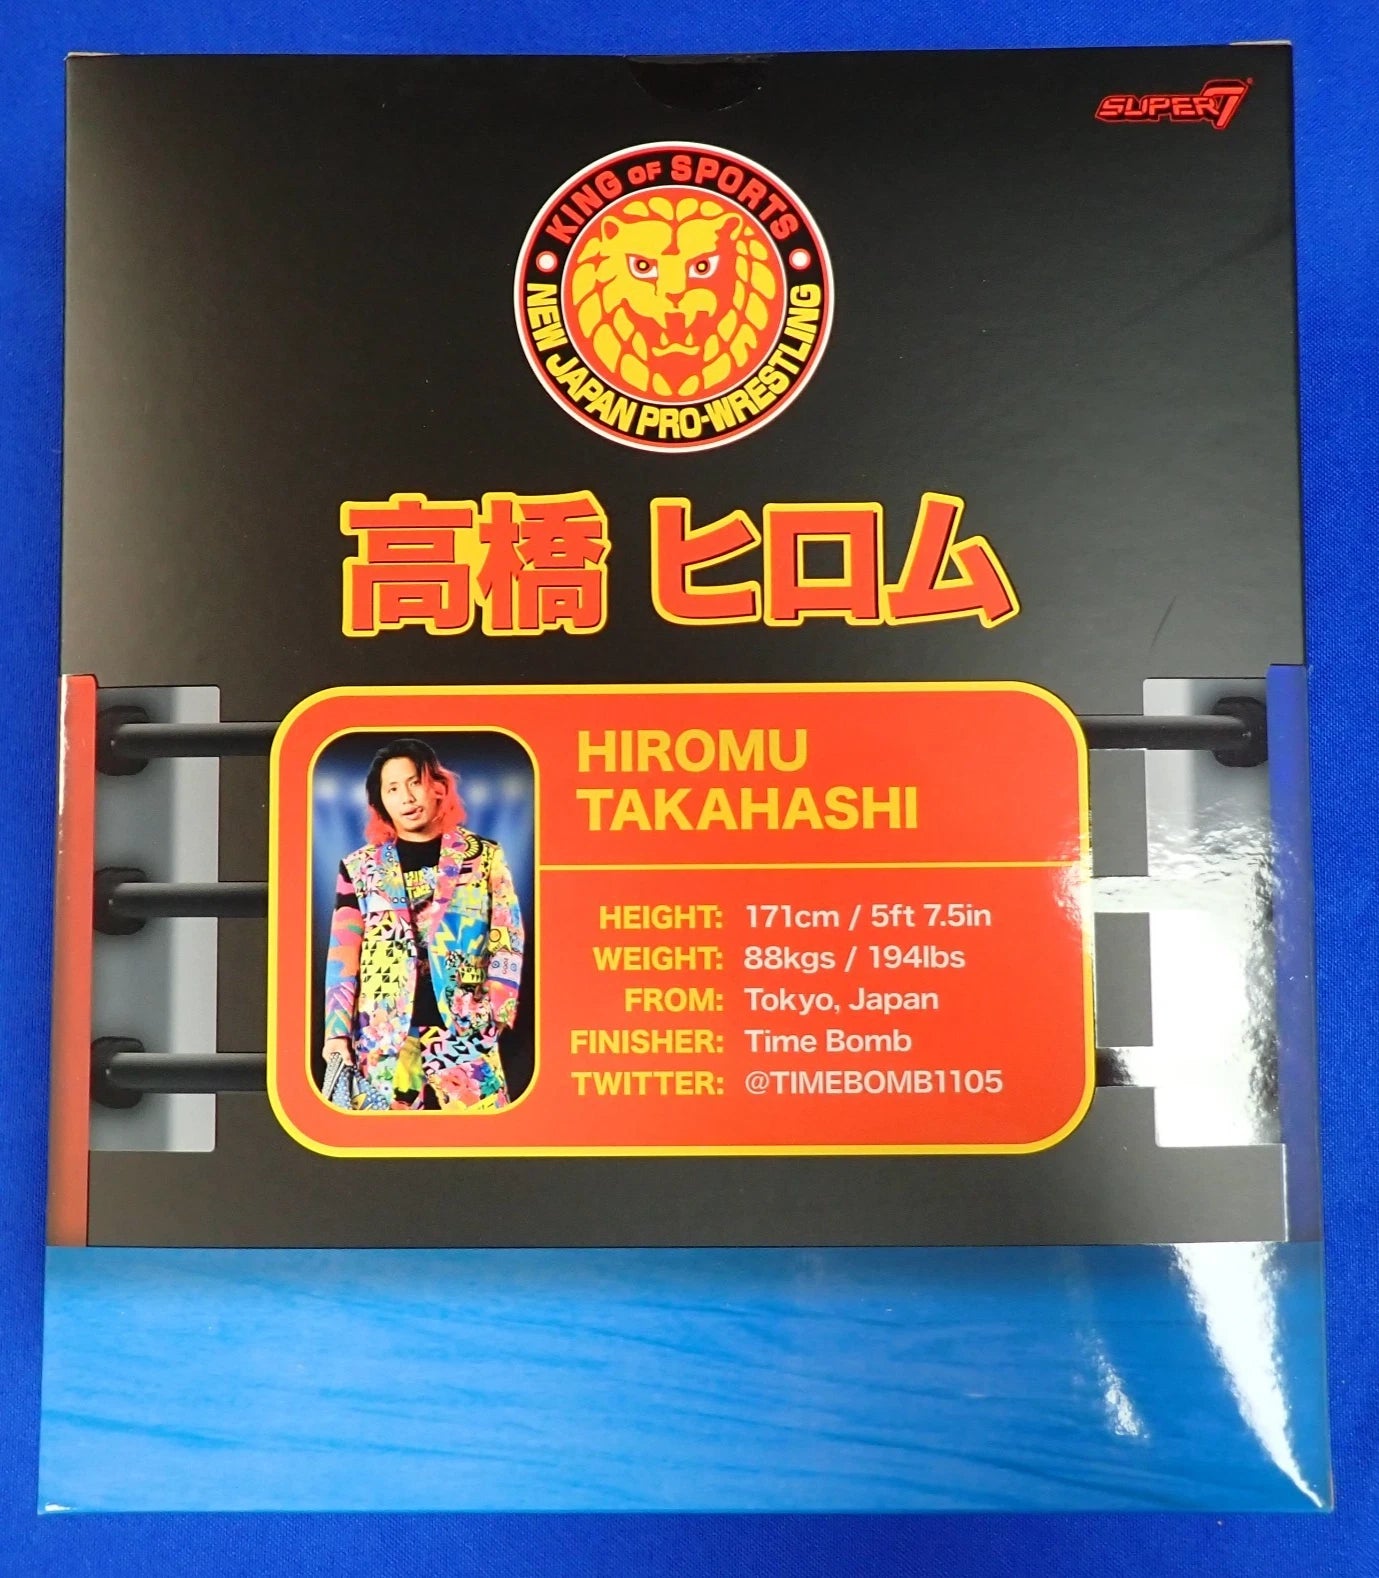 SUPER7
KING OF SPORTS
NEW JAPAN PRO-WRESTLING
高橋 ヒロム
HIROMU
TAKAHASHI
HEIGHT: 171cm / 5ft 7.5in
WEIGHT: 88kgs / 194lbs
FROM: Tokyo, Japan
FINISHER: Time Bomb
TWITTER: @TIMEBOMB1105